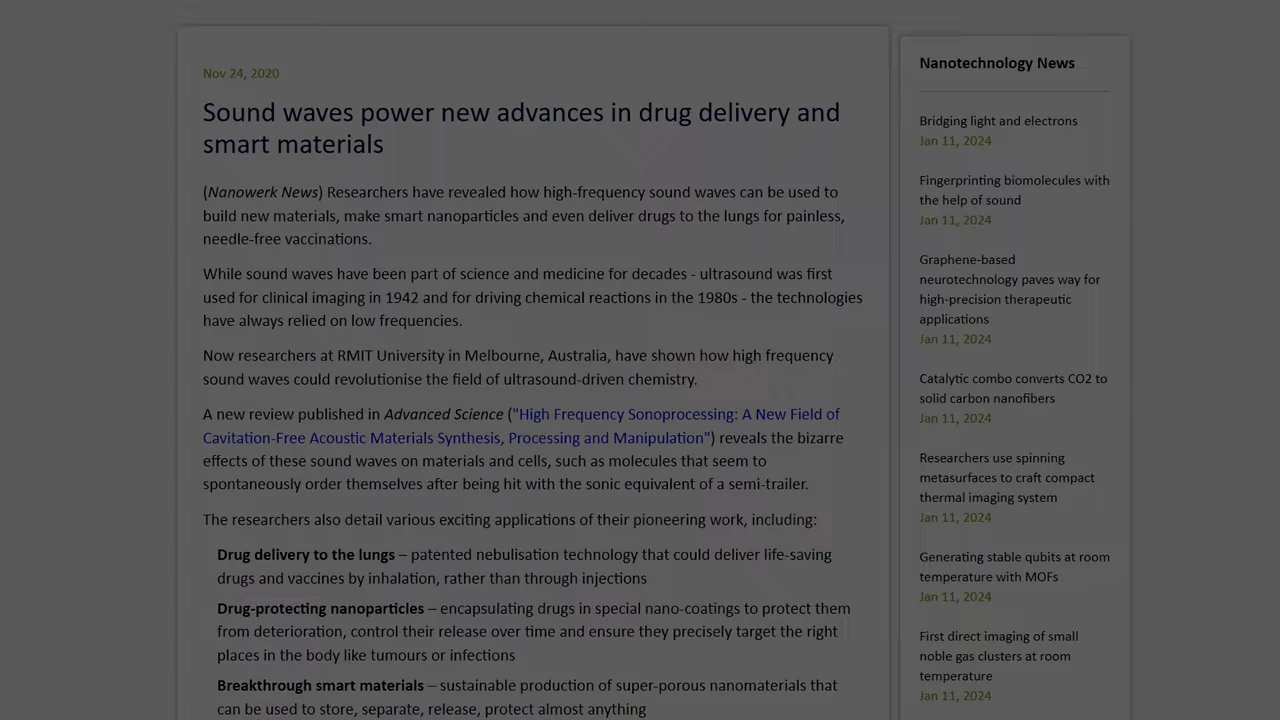 Nov 24, 2020
Sound waves power new advances in drug delivery and
smart materials
(Nanowerk News) Researchers have revealed how high-frequency sound waves can be used to
build new materials, make smart nanoparticles and even deliver drugs to the lungs for painless,
needle-free vaccinations.
While sound waves have been part of science and medicine for decades - ultrasound was first
used for clinical imaging in 1942 and for driving chemical reactions in the 1980s - the technologies
have always relied on low frequencies.
Now researchers at RMIT University in Melbourne, Australia, have shown how high frequency
sound waves could revolutionise the field of ultrasound-driven chemistry.
A new review published in Advanced Science ("High Frequency Sonoprocessing: A New Field of
Cavitation-Free Acoustic Materials Synthesis, Processing and Manipulation") reveals the bizarre
effects of these sound waves on materials and cells, such as molecules that seem to
spontaneously order themselves after being hit with the sonic equivalent of a semi-trailer.
The researchers also detail various exciting applications of their pioneering work, including:
Drug delivery to the lungs – patented nebulisation technology that could deliver life-saving
drugs and vaccines by inhalation, rather than through injections
Drug-protecting nanoparticles – encapsulating drugs in special nano-coatings to protect them
from deterioration, control their release over time and ensure they precisely target the right
places in the body like tumours or infections
Breakthrough smart materials – sustainable production of super-porous nanomaterials that
can be used to store, separate, release, protect almost anything
Nanotechnology News
Bridging light and electrons
Jan 11, 2024
Fingerprinting biomolecules with
the help of sound
Jan 11, 2024
Graphene-based
neurotechnology paves way for
high-precision therapeutic
applications
Jan 11, 2024
Catalytic combo converts CO2 to
solid carbon nanofibers
Jan 11, 2024
Researchers use spinning
metasurfaces to craft compact
thermal imaging system
Jan 11, 2024
Generating stable qubits at room
temperature with MOFs
Jan 11, 2024
First direct imaging of small
noble gas clusters at room
temperature
Jan 11, 2024